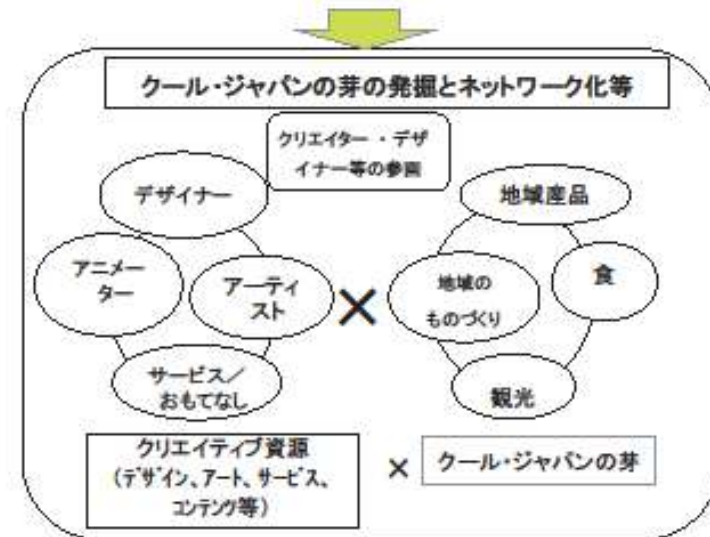 クール・ジャパンの芽の発掘とネットワーク化等
クリエイター ・デザ
イナー等の参画
デザイナー
アニメー
ター
アーティ
スト
サービス／
おもてなし
×
地域産品
地域の
ものづくり
食
観光
クリエイティブ資源
(デザイン、アート、サービス、
コンテンツ等)
×
クール・ジャパンの芽